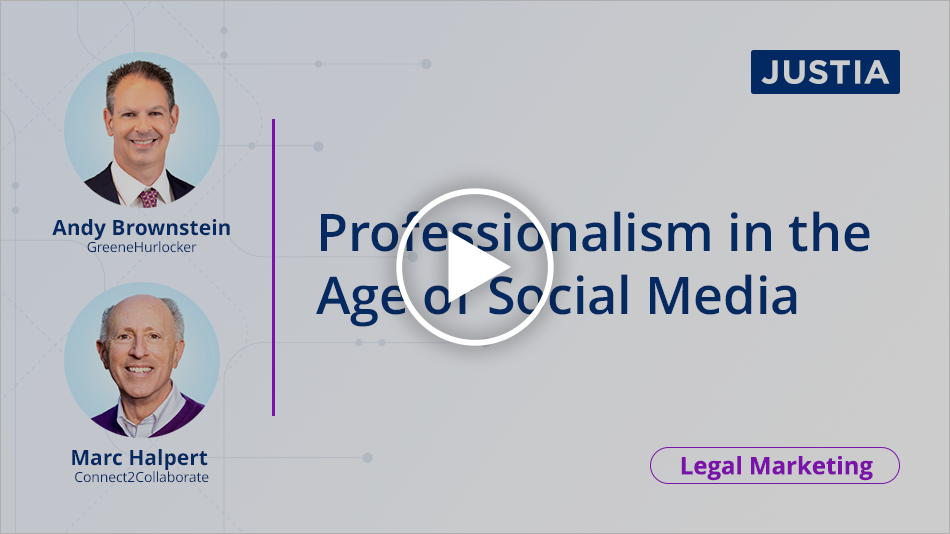 JUSTIA
Andy Brownstein
GreeneHurlocker
Professionalism in the
Age of Social Media
Marc Halpert
Connect2Collaborate
Legal Marketing